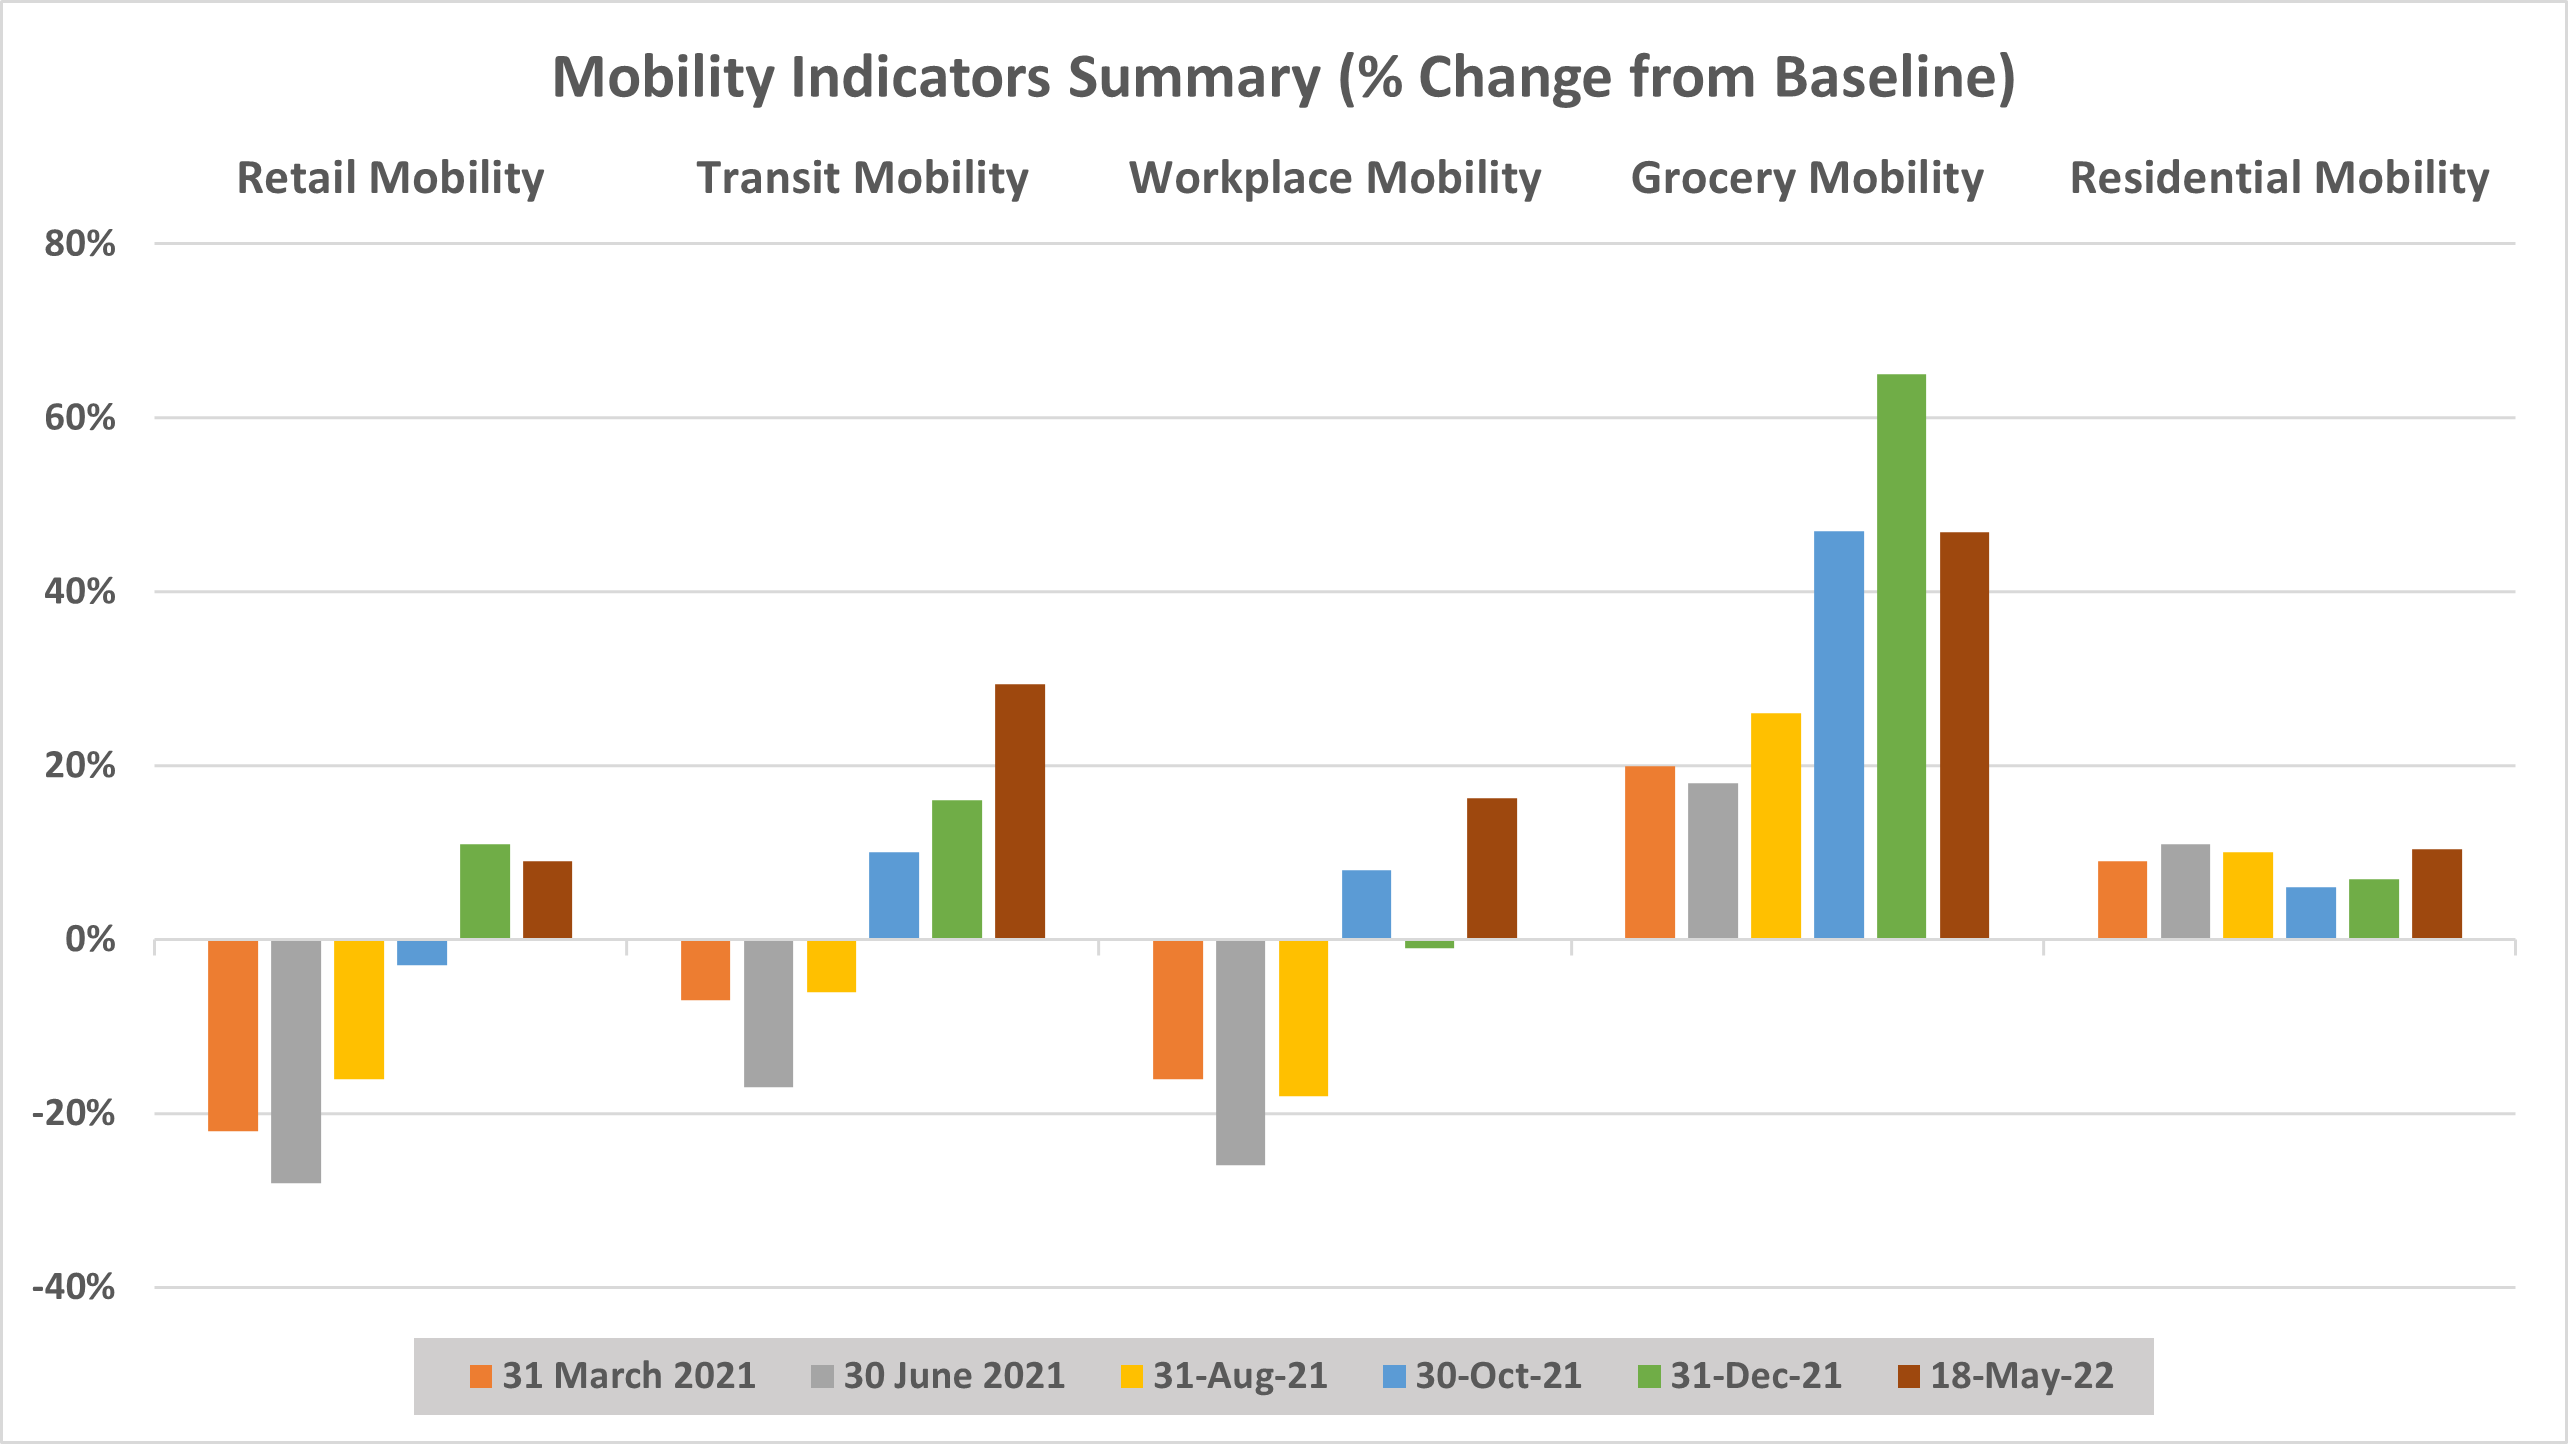 Mobility Indicators Summary (% Change from Baseline)
Retail Mobility Transit Mobility Workplace Mobility Grocery Mobility Residential Mobility
80%
60%
40%
20%
0%
-20%
-40%
31 March 2021 30 June 2021 31-Aug-21 30-Oct-21 31-Dec-21 18-May-22